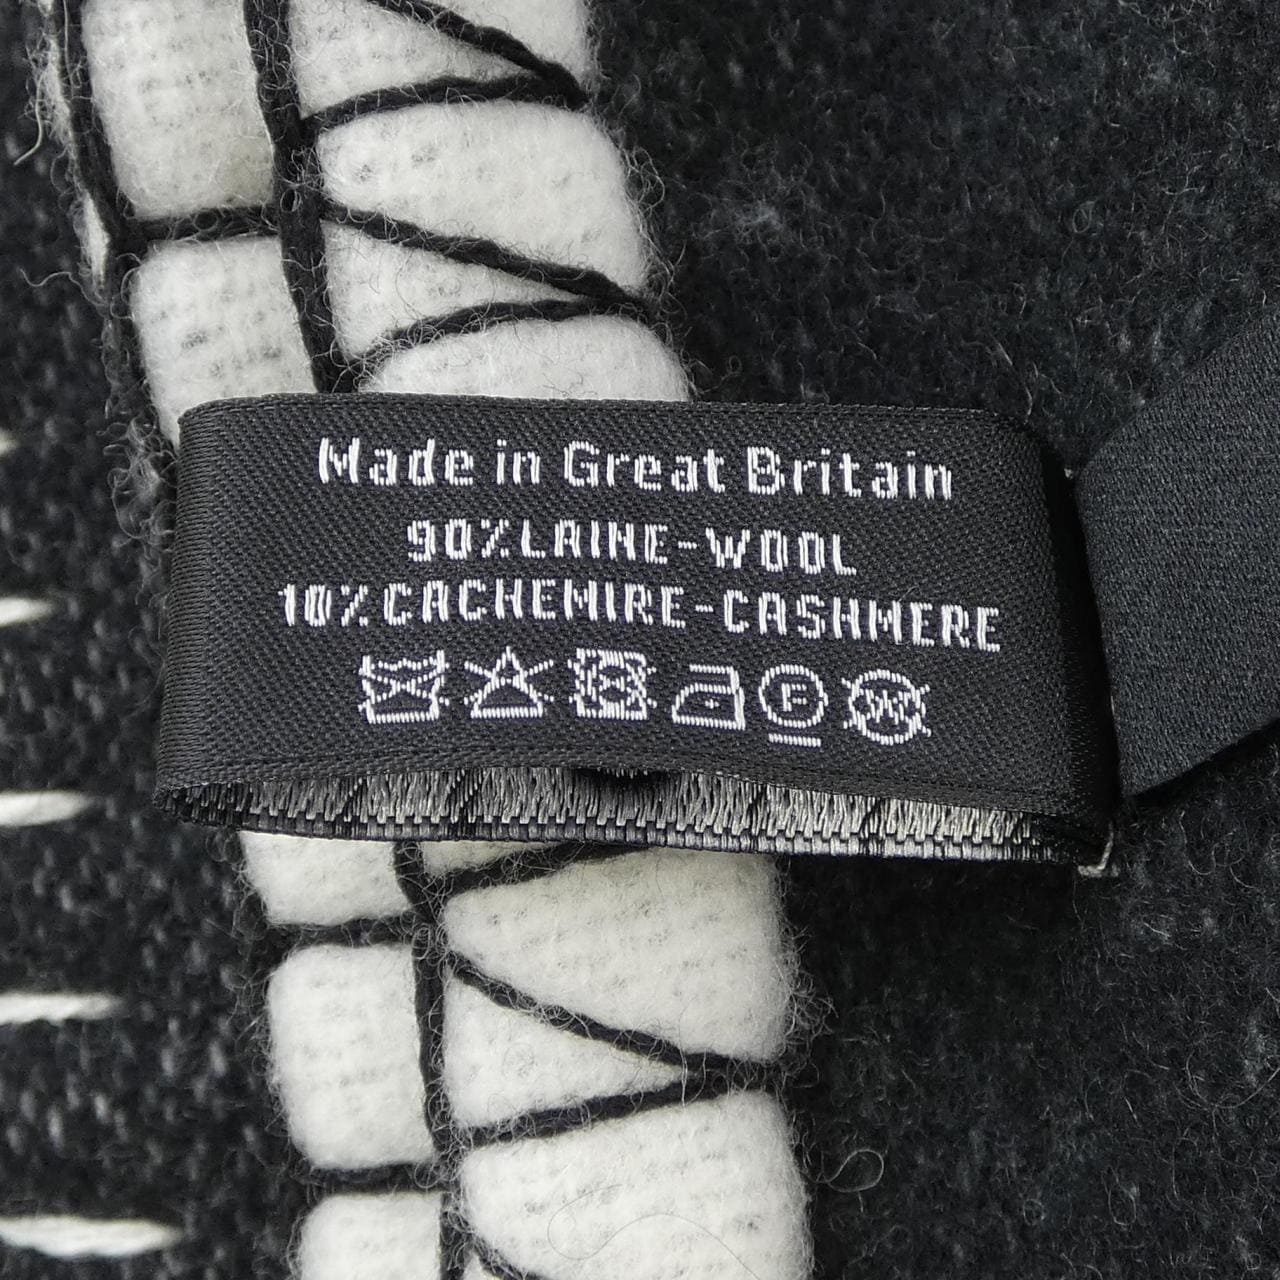 Made in Great Britain
90%LAINE-WOOL
10%CACHEMIRE-CASHMERE
F
W